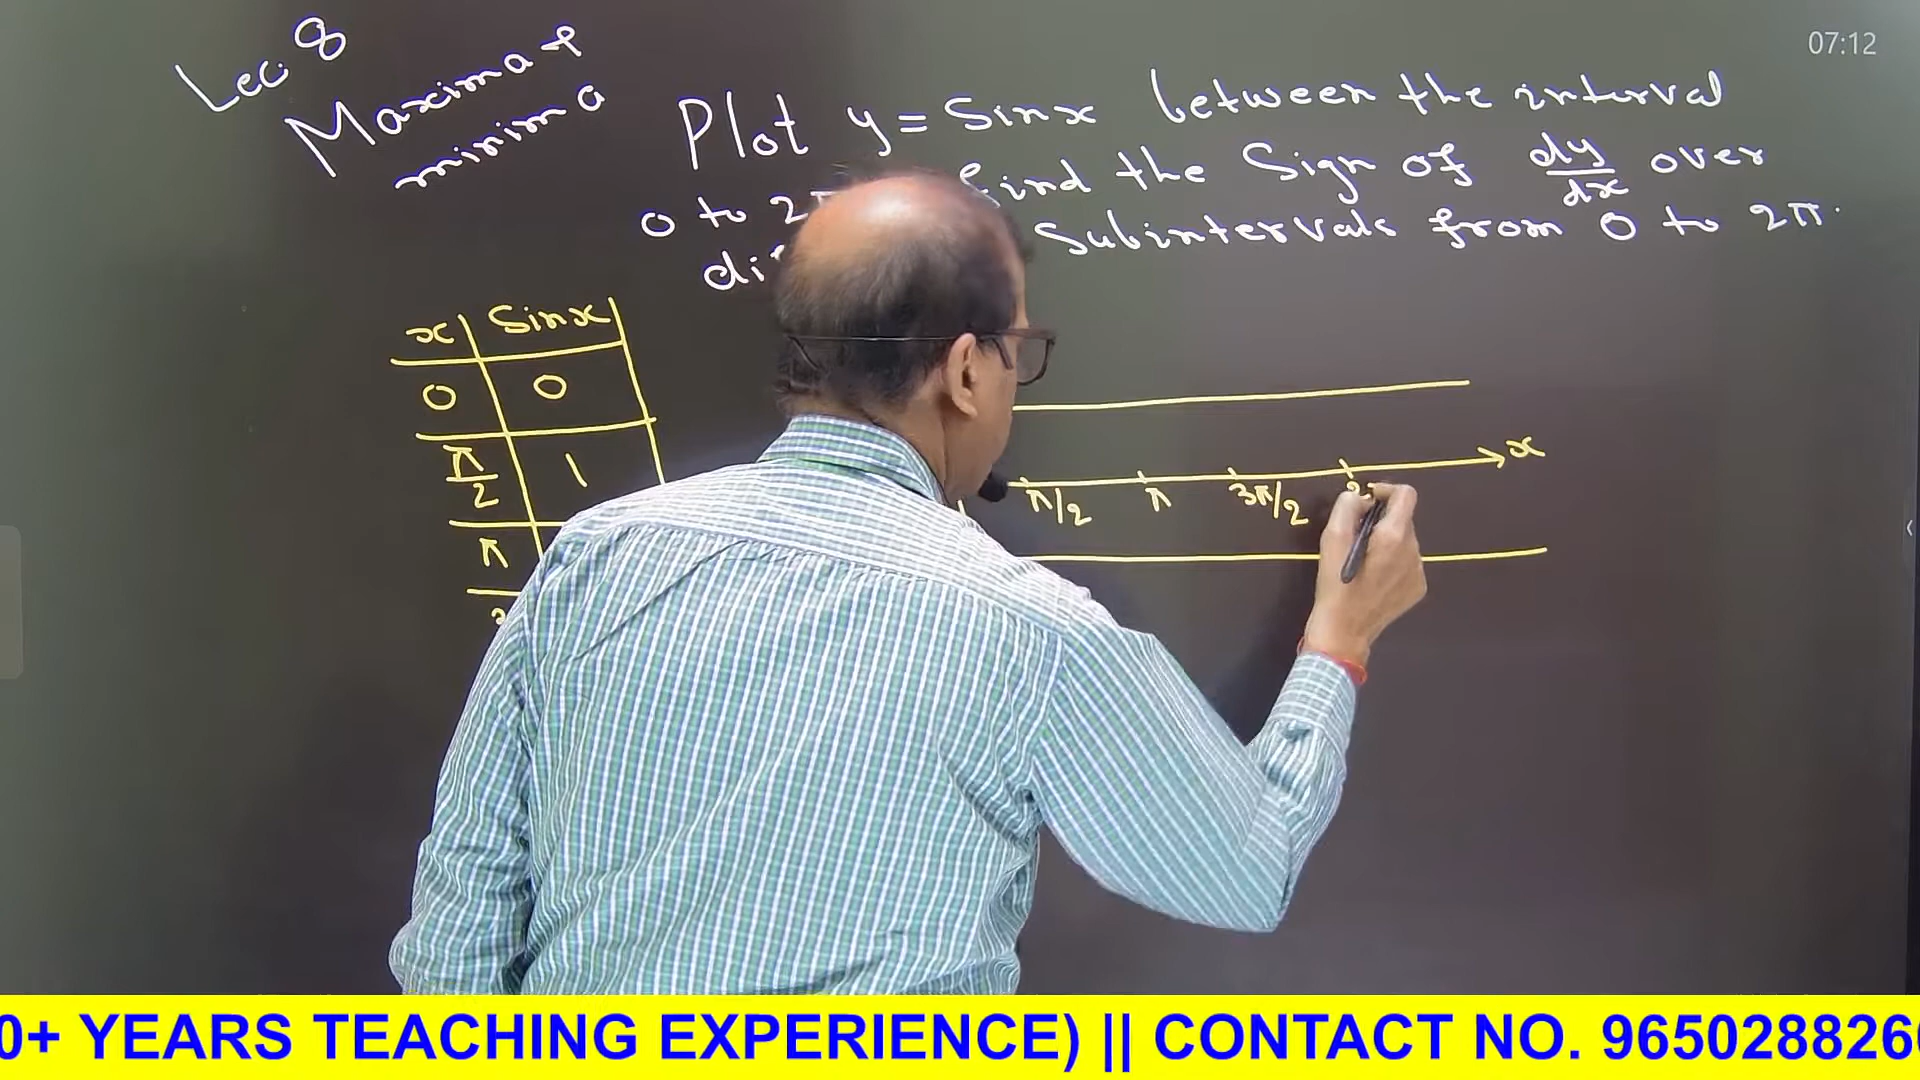 07:12
Lec. 8
Maxima &
minima
Plot y = Sinx between the interval
0 to 2π find the Sign of dy/dx over
Subintervals from 0 to 2π.
x Sinx
0 0
π/2 1
π
x
π/2 π 3π/2
0+ YEARS TEACHING EXPERIENCE) || CONTACT NO. 965028826